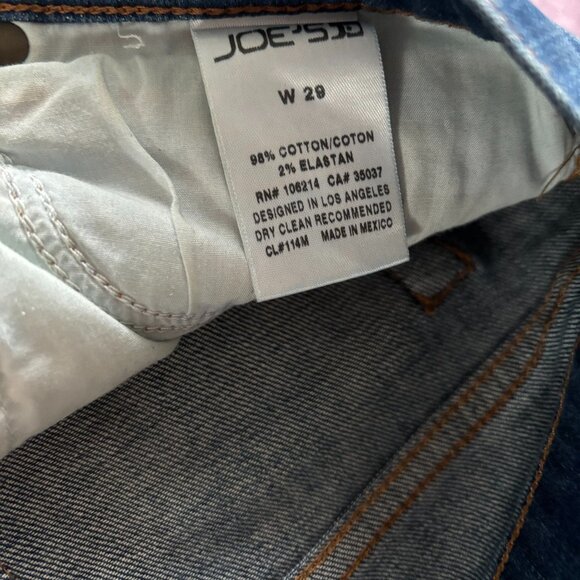 JOE'S
W 29
98% COTTON/COTON
2% ELASTAN
RN# 106214 CA# 35037
DESIGNED IN LOS ANGELES
DRY CLEAN RECOMMENDED
CL#114M MADE IN MEXICO